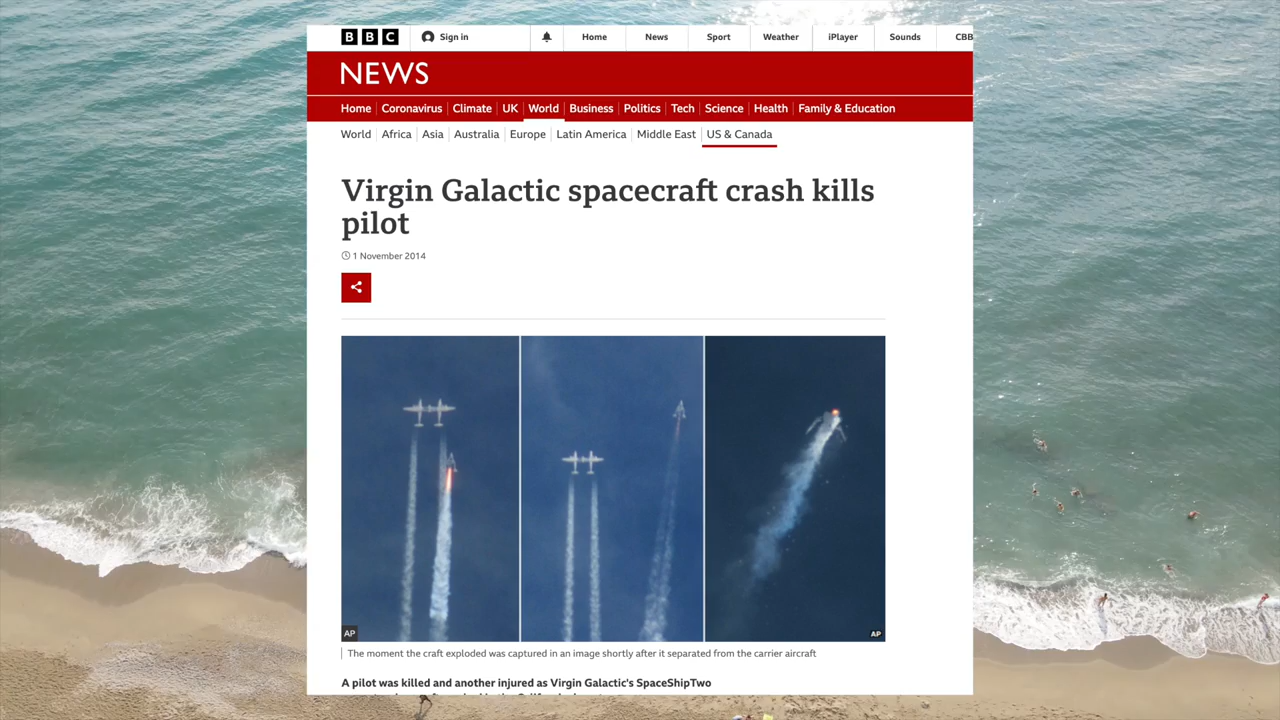 BBC Sign in Home News Sport Weather iPlayer Sounds CBB
NEWS
Home Coronavirus Climate UK World Business Politics Tech Science Health Family & Education
World Africa Asia Australia Europe Latin America Middle East US & Canada
Virgin Galactic spacecraft crash kills
pilot
1 November 2014
AP AP
The moment the craft exploded was captured in an image shortly after it separated from the carrier aircraft
A pilot was killed and another injured as Virgin Galactic's SpaceShipTwo